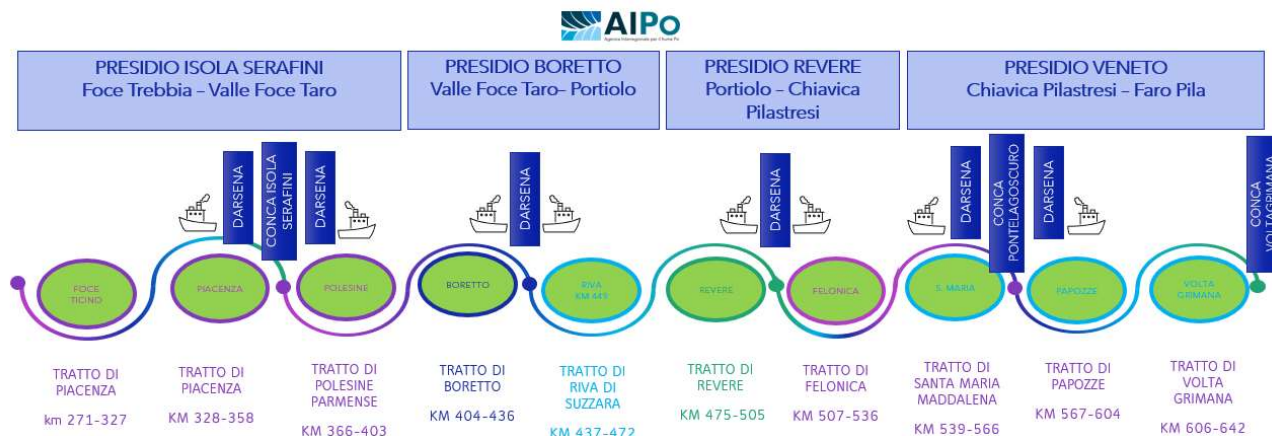 AIPo
Agenzia Interregionale per il fiume Po
PRESIDIO ISOLA SERAFINI
Foce Trebbia – Valle Foce Taro
PRESIDIO BORETTO
Valle Foce Taro– Portiolo
PRESIDIO REVERE
Portiolo – Chiavica
Pilastresi
PRESIDIO VENETO
Chiavica Pilastresi – Faro Pila
DARSENA
CONCA ISOLA
SERAFINI
DARSENA
DARSENA
DARSENA
DARSENA
CONCA
PONTELAGOSCURO
DARSENA
CONCA
VOLTAGRIMANA
FOCE
TICINO
PIACENZA
POLESINE
BORETTO
RIVA
KM 449
REVERE
FELONICA
S. MARIA
PAPOZZE
VOLTA
GRIMANA
TRATTO DI
PIACENZA
km 271-327
TRATTO DI
PIACENZA
KM 328-358
TRATTO DI
POLESINE
PARMENSE
KM 366-403
TRATTO DI
BORETTO
KM 404-436
TRATTO DI
RIVA DI
SUZZARA
KM 437-472
TRATTO DI
REVERE
KM 475-505
TRATTO DI
FELONICA
KM 507-536
TRATTO DI
SANTA MARIA
MADDALENA
KM 539-566
TRATTO DI
PAPOZZE
KM 567-604
TRATTO DI
VOLTA
GRIMANA
KM 606-642